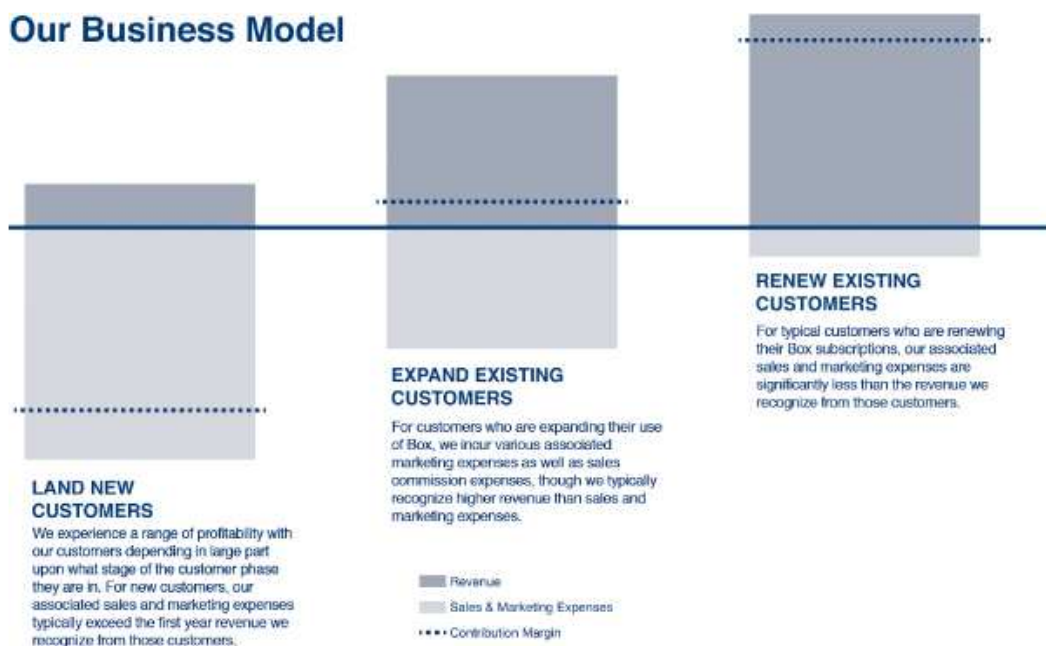 Our Business Model
LAND NEW
CUSTOMERS
We experience a range of profitability with
our customers depending in large part
upon what stage of the customer phase
they are in. For new customers, our
associated sales and marketing expenses
typically exceed the first year revenue we
recognize from those customers.
EXPAND EXISTING
CUSTOMERS
For customers who are expanding their use
of Box, we incur various associated
marketing expenses as well as sales
commission expenses, though we typically
recognize higher revenue than sales and
marketing expenses.
RENEW EXISTING
CUSTOMERS
For typical customers who are renewing
their Box subscriptions, our associated
sales and marketing expenses are
significantly less than the revenue we
recognize from those customers.
Revenue
Sales & Marketing Expenses
Contribution Margin